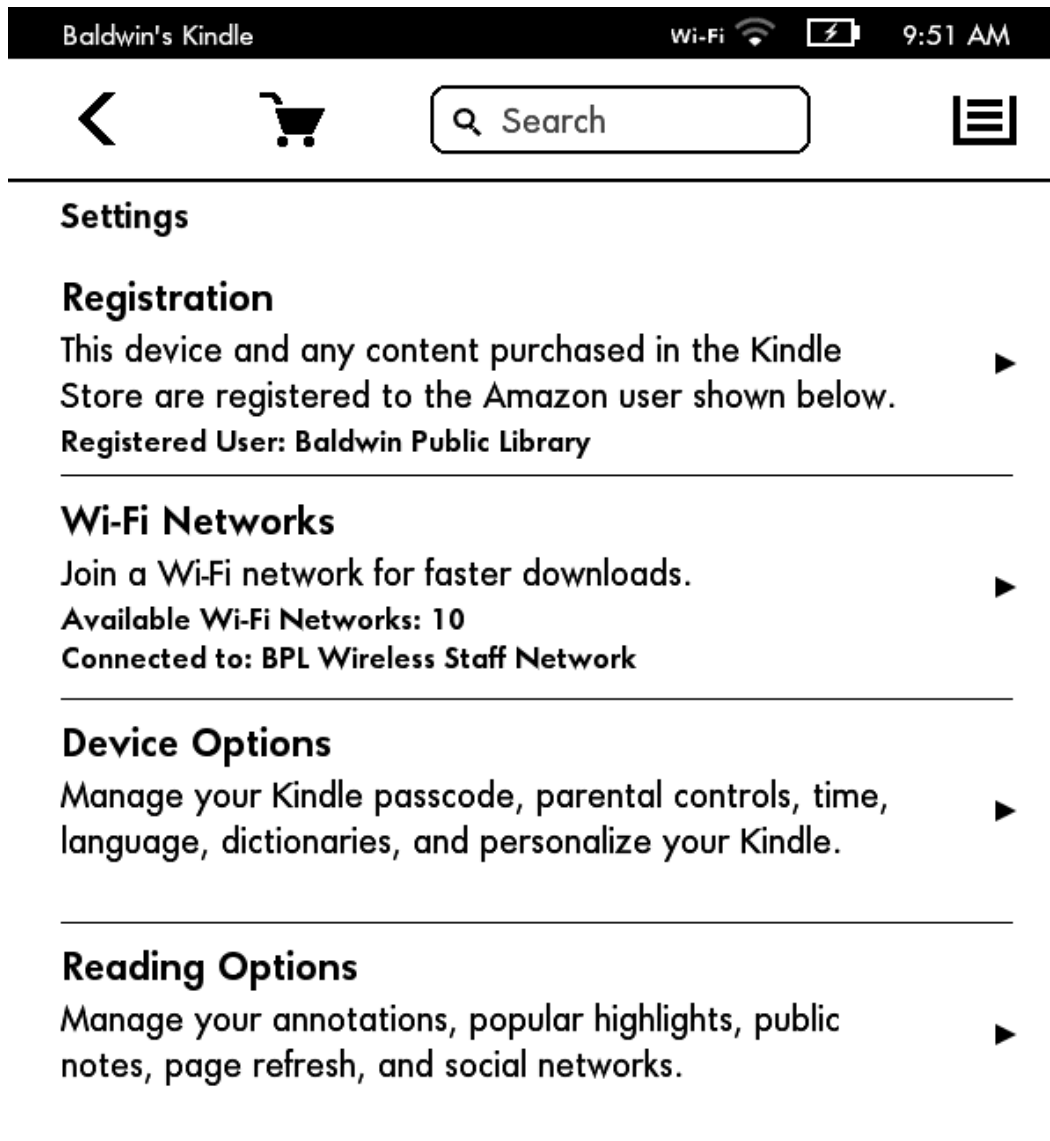 Baldwin's Kindle Wi-Fi 9:51 AM
Search
Settings
Registration
This device and any content purchased in the Kindle
Store are registered to the Amazon user shown below.
Registered User: Baldwin Public Library
Wi-Fi Networks
Join a Wi-Fi network for faster downloads.
Available Wi-Fi Networks: 10
Connected to: BPL Wireless Staff Network
Device Options
Manage your Kindle passcode, parental controls, time,
language, dictionaries, and personalize your Kindle.
Reading Options
Manage your annotations, popular highlights, public
notes, page refresh, and social networks.